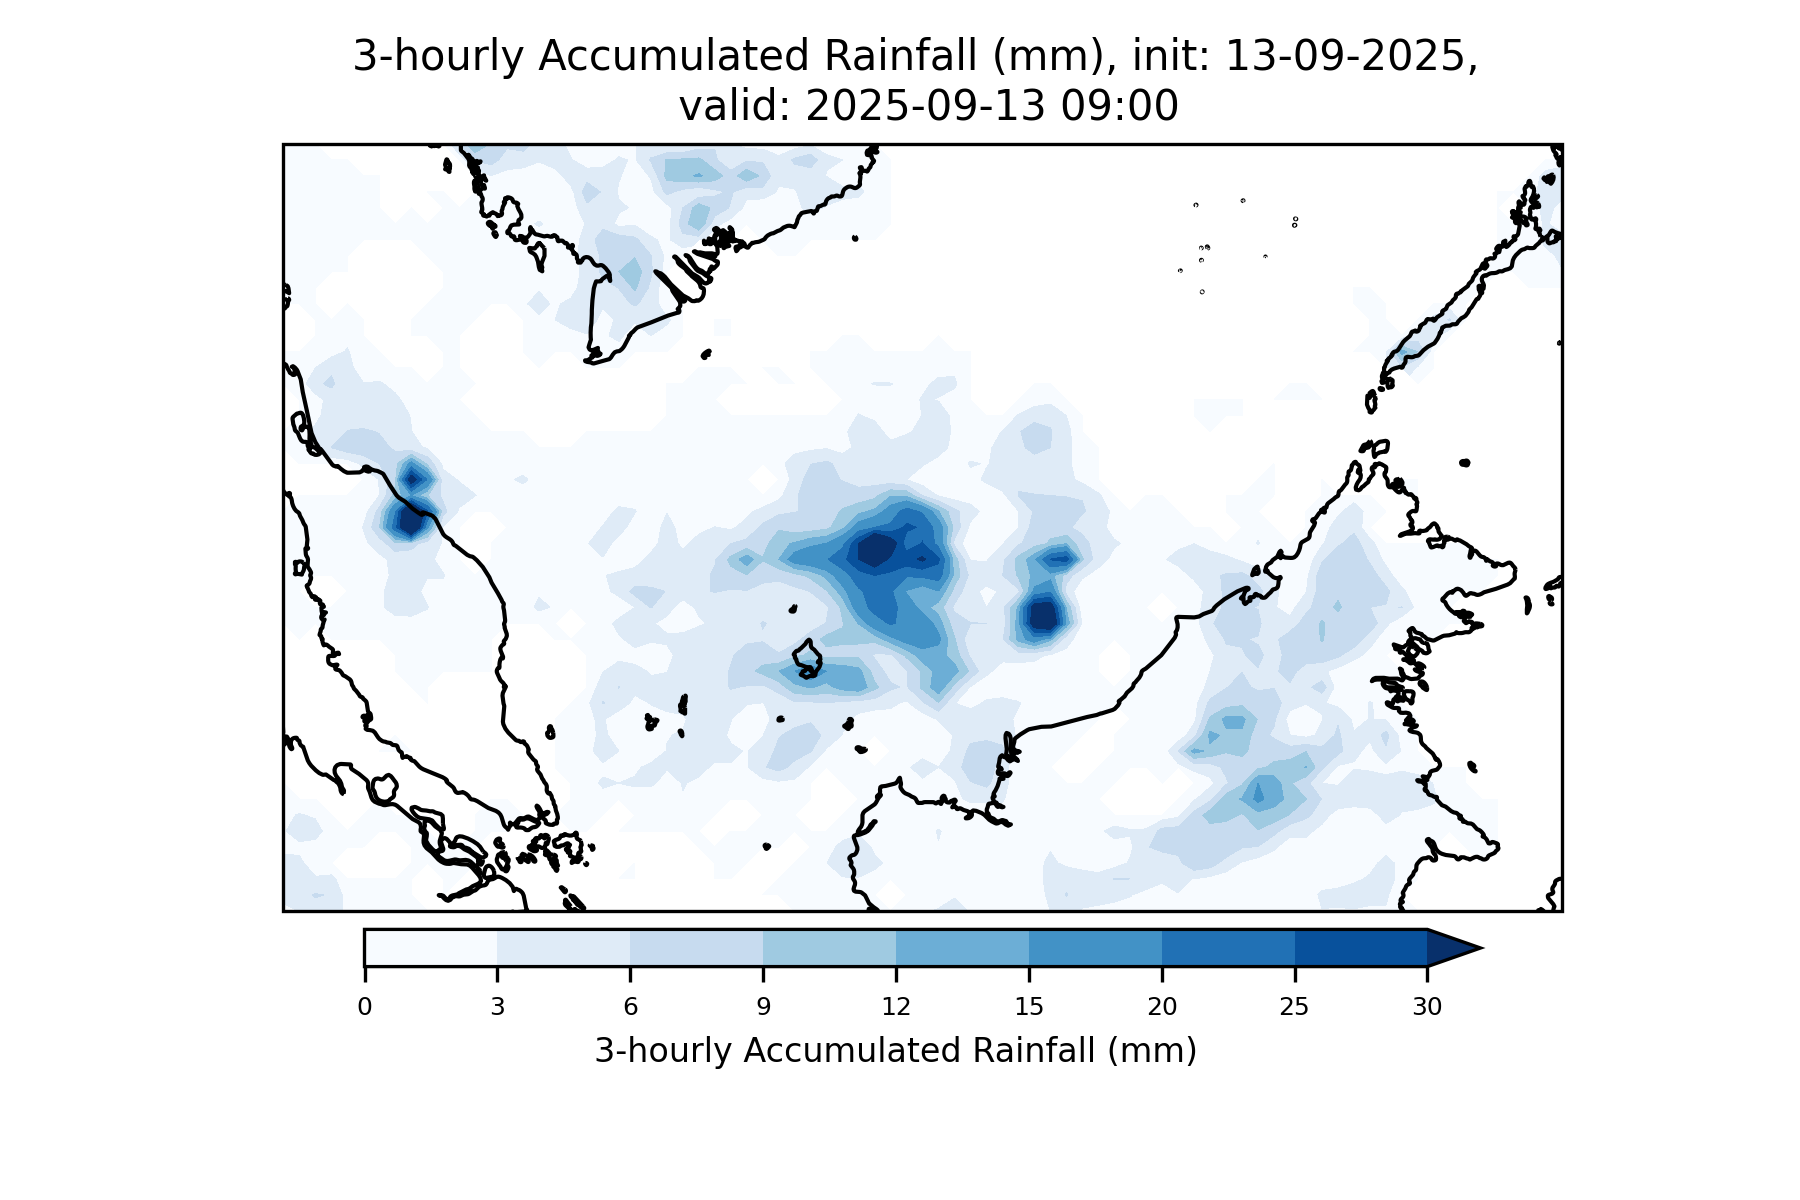 3-hourly Accumulated Rainfall (mm), init: 13-09-2025,
valid: 2025-09-13 09:00
0 3 6 9 12 15 20 25 30
3-hourly Accumulated Rainfall (mm)